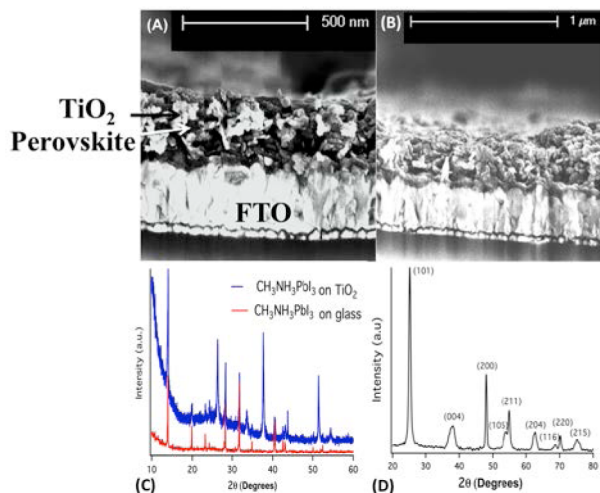 (A)
500 nm
(B)
1 µm
TiO₂
Perovskite
FTO
CH₃NH₃PbI₃ on TiO₂
CH₃NH₃PbI₃ on glass
Intensity (a.u.)
10 20 30 40 50 60
(C)
2θ (Degrees)
(101)
(004)
(200)
(105)
(211)
(204)
(116)
(220)
(215)
Intensity (a.u)
20 30 40 50 60 70 80
2θ (Degrees)
(D)